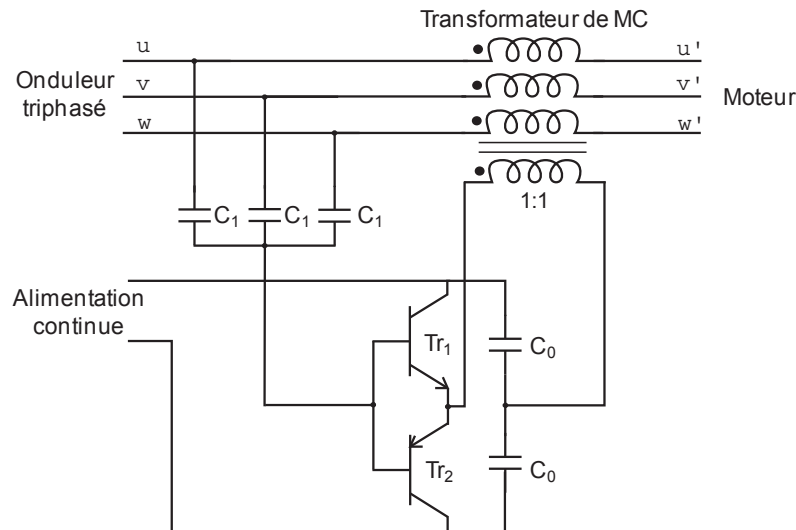 Transformateur de MC
u
u'
Onduleur
triphasé
v
v'
Moteur
w
w'
1:1
C1
C1
C1
Alimentation
continue
Tr1
C0
Tr2
C0